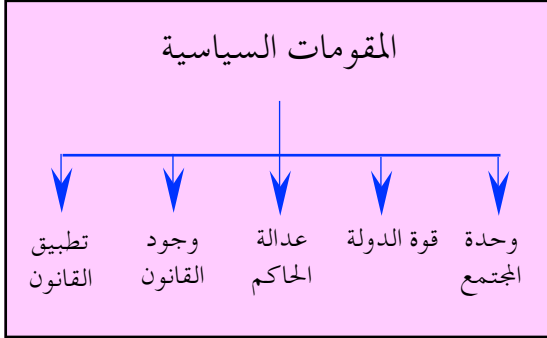 المقومات السياسية
وحدة
المجتمع
قوة الدولة
عدالة
الحاكم
وجود
القانون
تطبيق
القانون